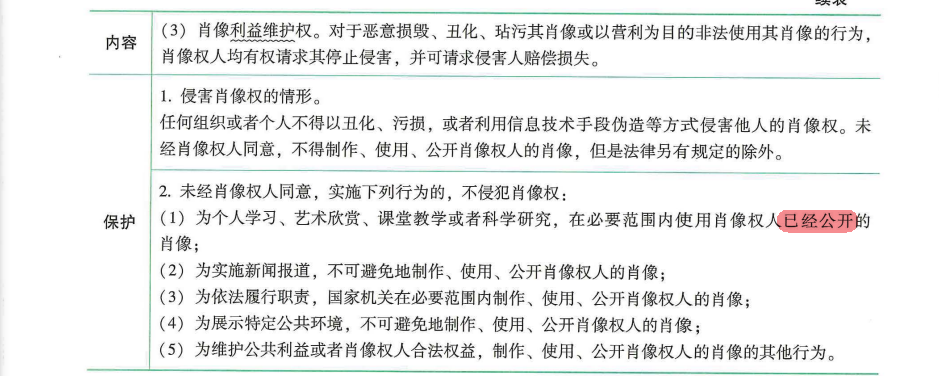 续表
内容
(3) 肖像利益维护权。对于恶意损毁、丑化、玷污其肖像或以营利为目的非法使用其肖像的行为，
肖像权人均有权请求其停止侵害，并可请求侵害人赔偿损失。
保护
1. 侵害肖像权的情形。
任何组织或者个人不得以丑化、污损，或者利用信息技术手段伪造等方式侵害他人的肖像权。未
经肖像权人同意，不得制作、使用、公开肖像权人的肖像，但是法律另有规定的除外。
2. 未经肖像权人同意，实施下列行为的，不侵犯肖像权：
(1) 为个人学习、艺术欣赏、课堂教学或者科学研究，在必要范围内使用肖像权人已经公开的
肖像；
(2) 为实施新闻报道，不可避免地制作、使用、公开肖像权人的肖像；
(3) 为依法履行职责，国家机关在必要范围内制作、使用、公开肖像权人的肖像；
(4) 为展示特定公共环境，不可避免地制作、使用、公开肖像权人的肖像；
(5) 为维护公共利益或者肖像权人合法权益，制作、使用、公开肖像权人的肖像的其他行为。